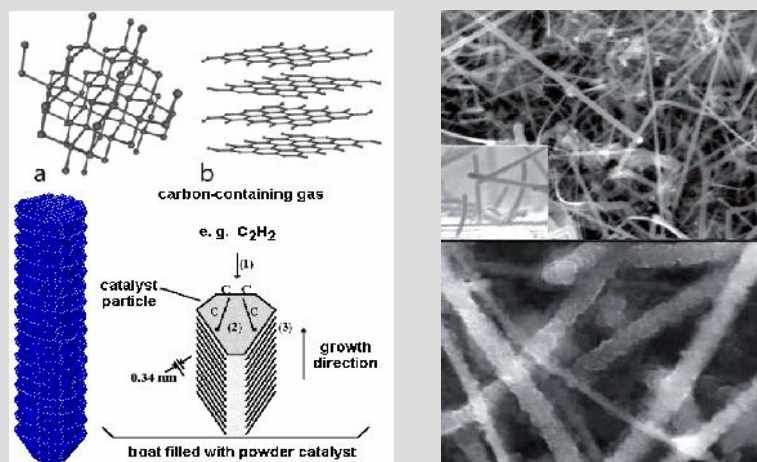 a
b
carbon-containing gas
e. g. C₂H₂
(1)
catalyst
particle
C C
C (2) C
(3)
growth
direction
0.34 nm
boat filled with powder catalyst